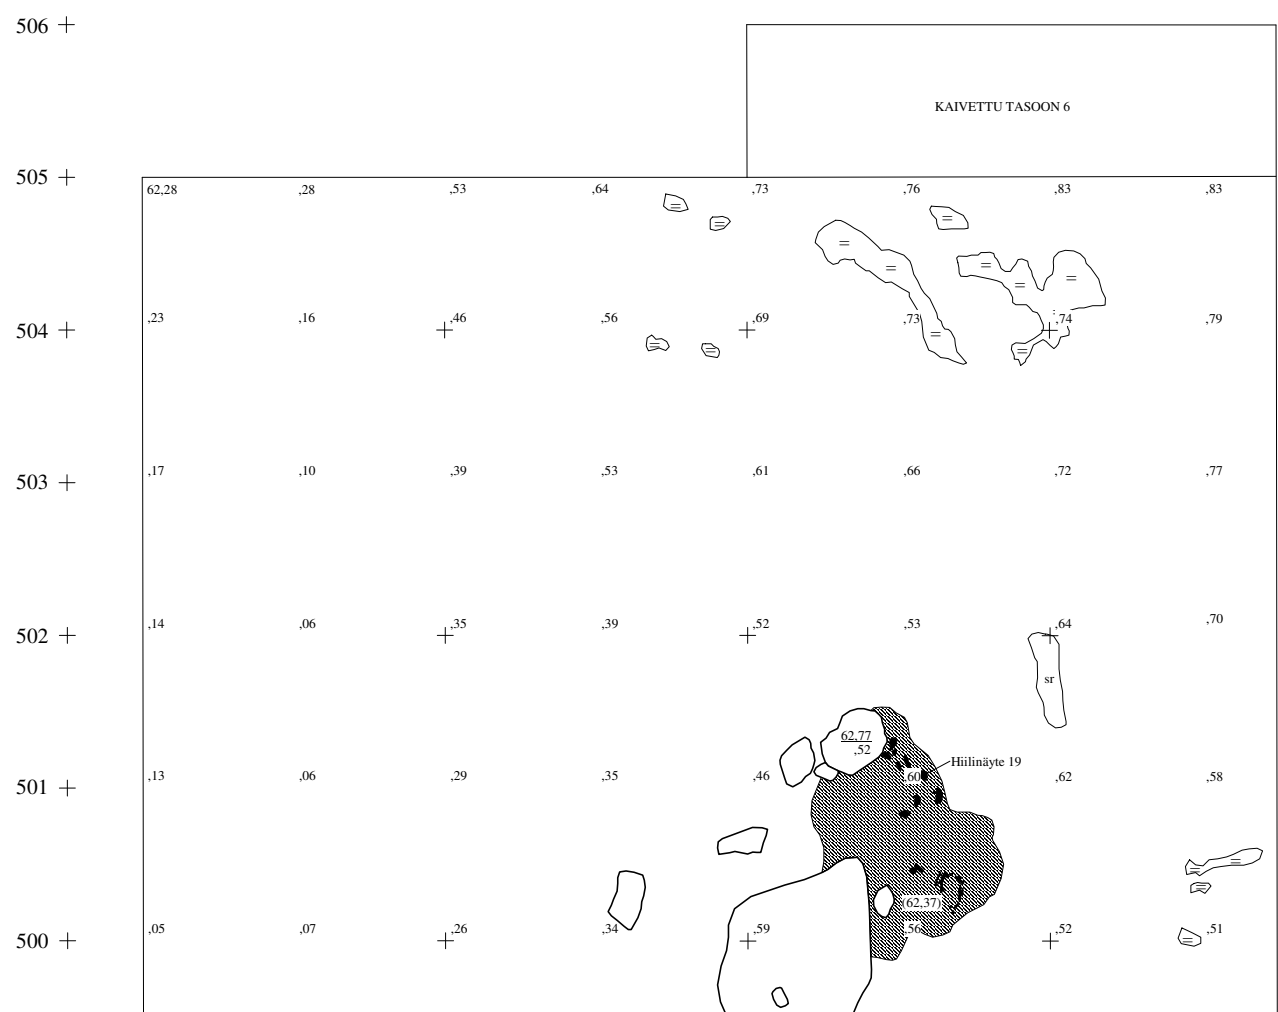 506
KAIVETTU TASOON 6
505
62,28 ,28 ,53 ,64 ,73 ,76 ,83 ,83
504 ,23 ,16 ,46 ,56 ,69 ,73 ,74 ,79
503 ,17 ,10 ,39 ,53 ,61 ,66 ,72 ,77
502 ,14 ,06 ,35 ,39 ,52 ,53 ,64 ,70
sr
62,77
,52
Hiilinäyte 19
501 ,13 ,06 ,29 ,35 ,46 ,60 ,62 ,58
(62,37)
500 ,05 ,07 ,26 ,34 ,59 ,56 ,52 ,51